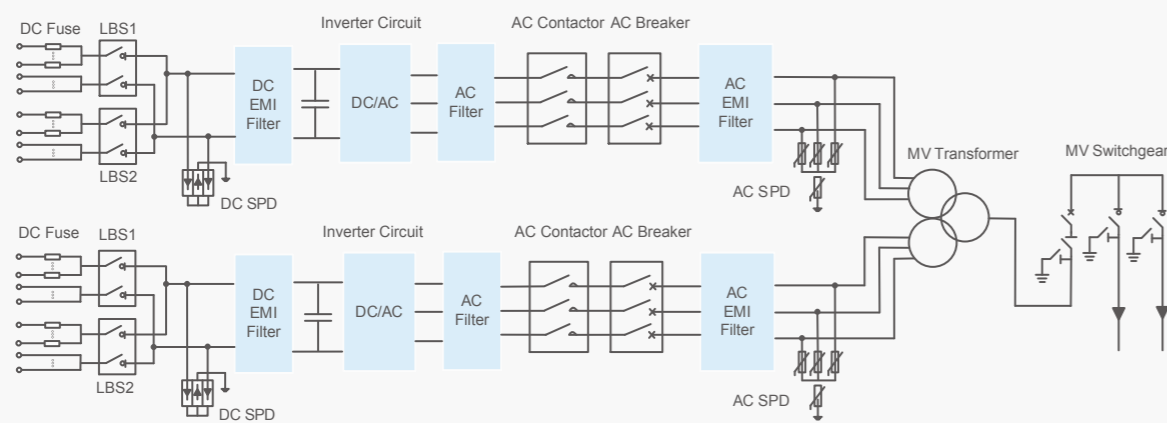 DC Fuse
LBS1
Inverter Circuit
AC Contactor AC Breaker
DC
EMI
Filter
DC/AC
AC
Filter
AC
EMI
Filter
LBS2
DC SPD
AC SPD
MV Transformer
MV Switchgear
DC Fuse
LBS1
Inverter Circuit
AC Contactor AC Breaker
DC
EMI
Filter
DC/AC
AC
Filter
AC
EMI
Filter
LBS2
DC SPD
AC SPD